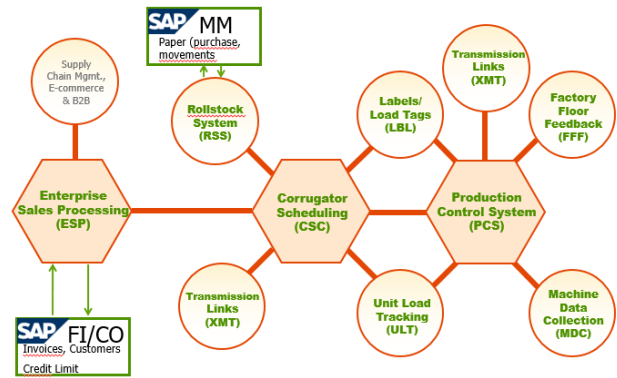 SAP MM
Paper (purchase,
movements
Supply
Chain Mgmt.,
E-commerce
& B2B
Rollstock
System
(RSS)
Labels/
Load Tags
(LBL)
Transmission
Links
(XMT)
Factory
Floor
Feedback
(FFF)
Enterprise
Sales Processing
(ESP)
Corrugator
Scheduling
(CSC)
Production
Control System
(PCS)
Transmission
Links
(XMT)
Unit Load
Tracking
(ULT)
Machine
Data
Collection
(MDC)
SAP FI/CO
Invoices, Customers
Credit Limit